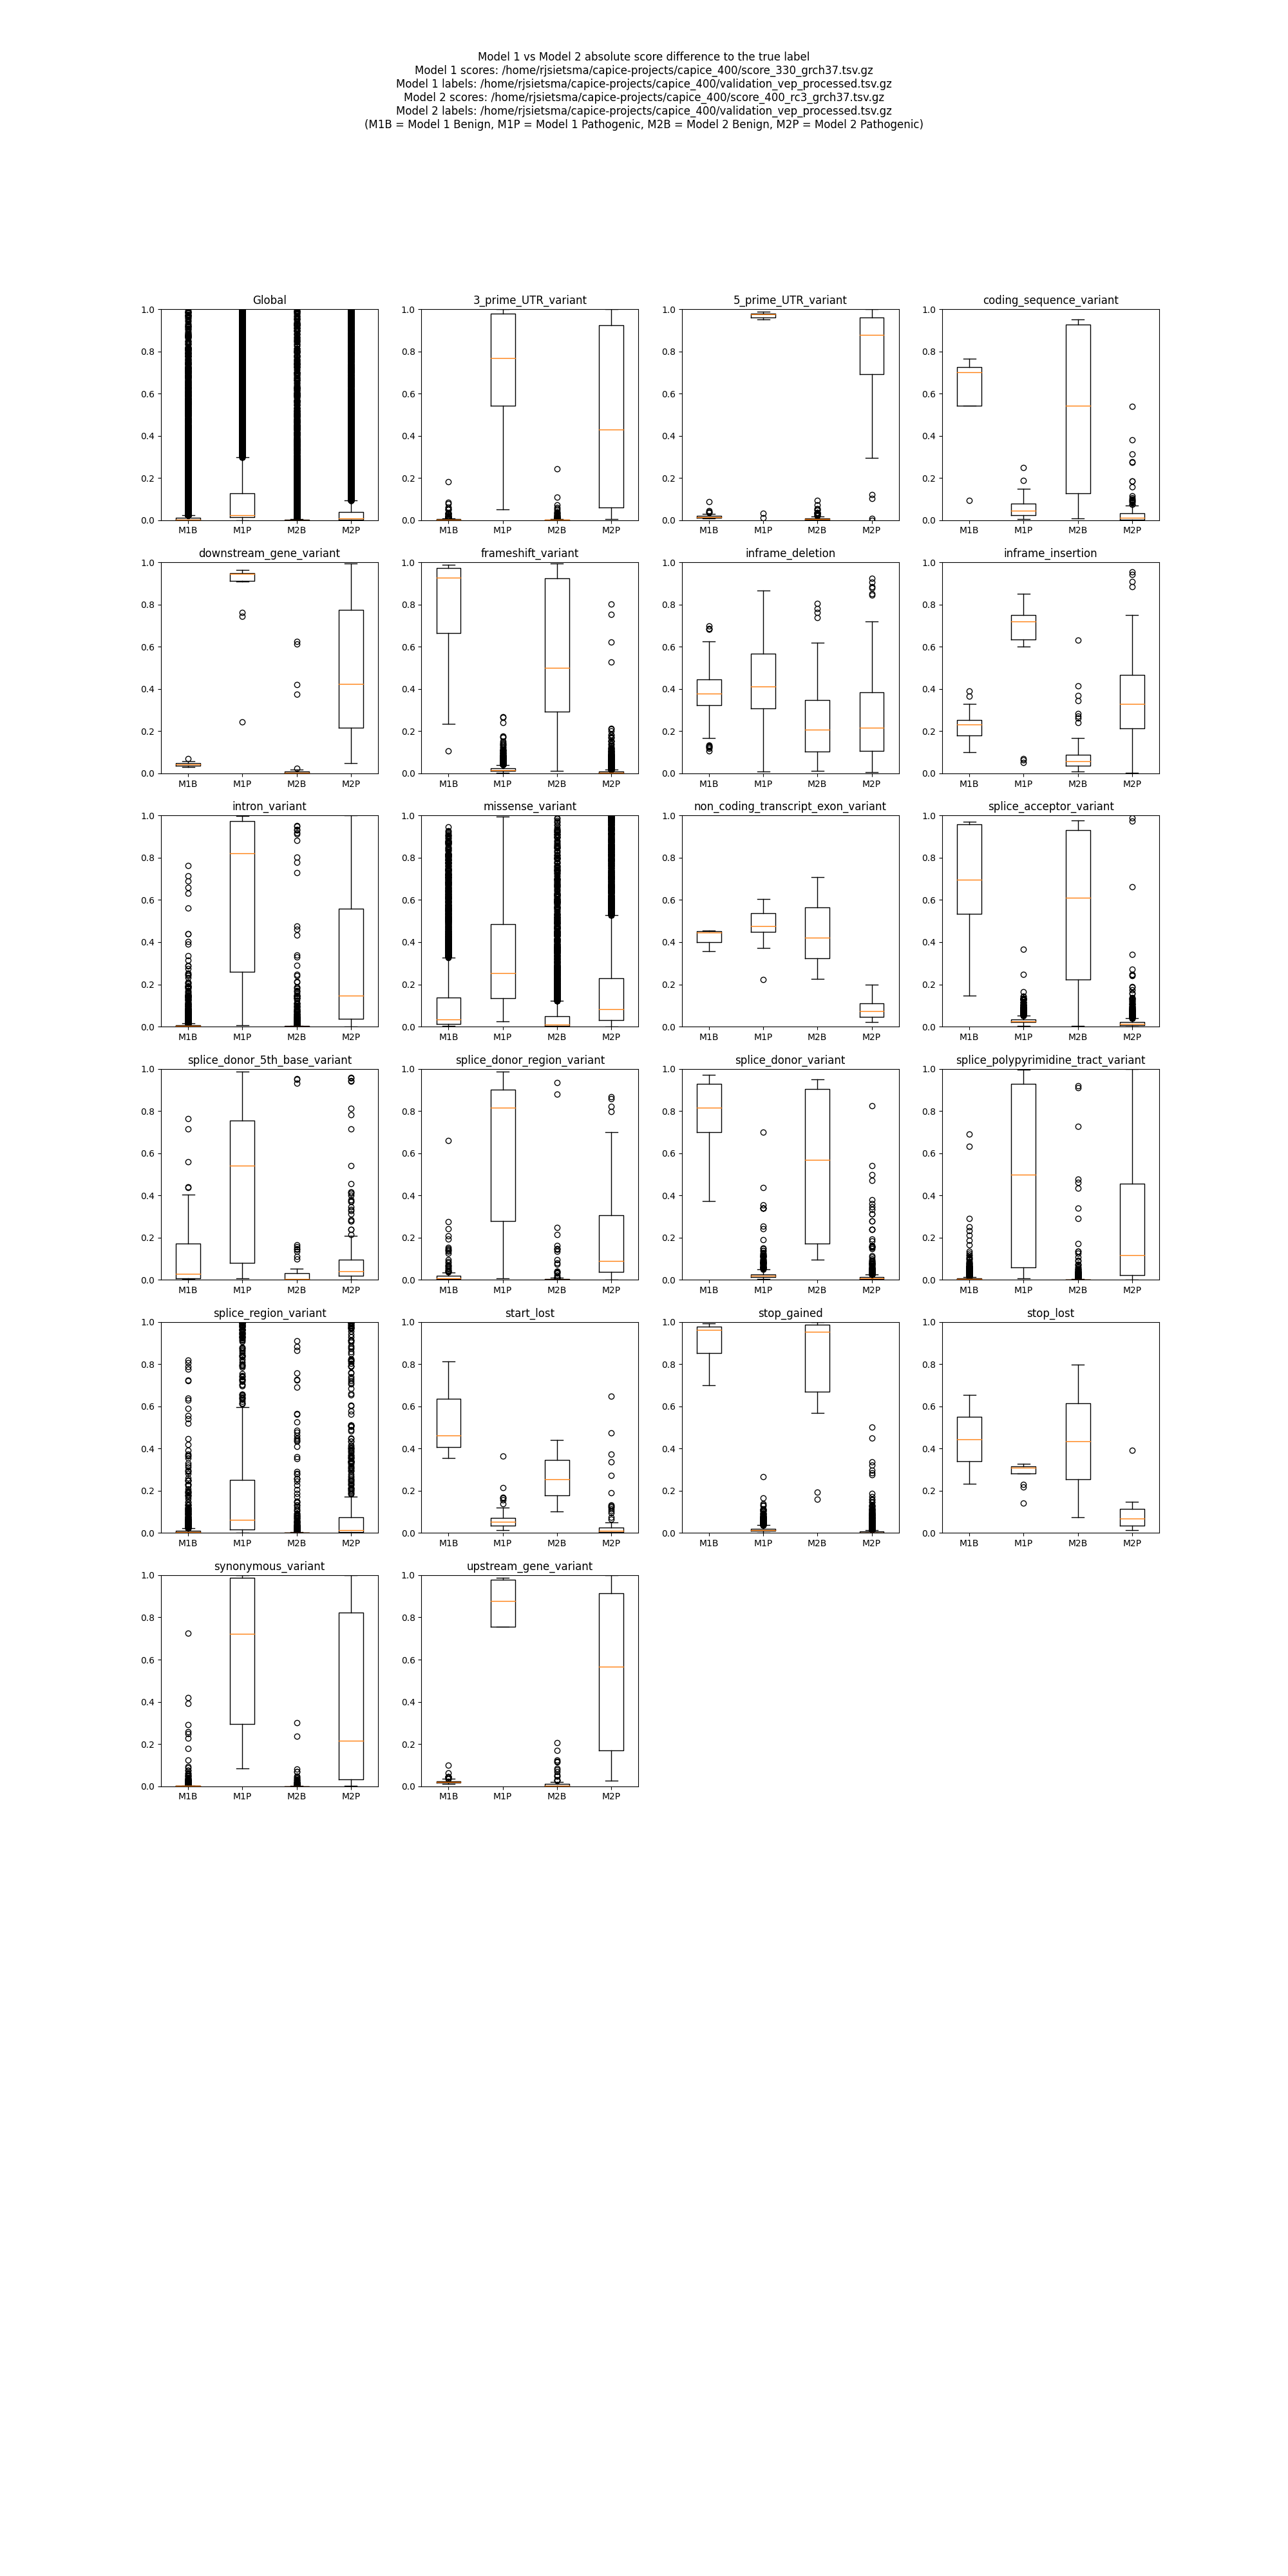 Model 1 vs Model 2 absolute score difference to the true label
Model 1 scores: /home/rjsietsma/capice-projects/capice_400/score_330_grch37.tsv.gz
Model 1 labels: /home/rjsietsma/capice-projects/capice_400/validation_vep_processed.tsv.gz
Model 2 scores: /home/rjsietsma/capice-projects/capice_400/score_400_rc3_grch37.tsv.gz
Model 2 labels: /home/rjsietsma/capice-projects/capice_400/validation_vep_processed.tsv.gz
(M1B = Model 1 Benign, M1P = Model 1 Pathogenic, M2B = Model 2 Benign, M2P = Model 2 Pathogenic)
Global 3_prime_UTR_variant 5_prime_UTR_variant coding_sequence_variant
1.0 1.0 1.0 1.0
0.8 0.8 0.8 0.8
0.6 0.6 0.6 0.6
0.4 0.4 0.4 0.4
0.2 0.2 0.2 0.2
0.0 0.0 0.0 0.0
M1B M1P M2B M2P M1B M1P M2B M2P M1B M1P M2B M2P M1B M1P M2B M2P
downstream_gene_variant frameshift_variant inframe_deletion inframe_insertion
1.0 1.0 1.0 1.0
0.8 0.8 0.8 0.8
0.6 0.6 0.6 0.6
0.4 0.4 0.4 0.4
0.2 0.2 0.2 0.2
0.0 0.0 0.0 0.0
M1B M1P M2B M2P M1B M1P M2B M2P M1B M1P M2B M2P M1B M1P M2B M2P
intron_variant missense_variant non_coding_transcript_exon_variant splice_acceptor_variant
1.0 1.0 1.0 1.0
0.8 0.8 0.8 0.8
0.6 0.6 0.6 0.6
0.4 0.4 0.4 0.4
0.2 0.2 0.2 0.2
0.0 0.0 0.0 0.0
M1B M1P M2B M2P M1B M1P M2B M2P M1B M1P M2B M2P M1B M1P M2B M2P
splice_donor_5th_base_variant splice_donor_region_variant splice_donor_variant splice_polypyrimidine_tract_variant
1.0 1.0 1.0 1.0
0.8 0.8 0.8 0.8
0.6 0.6 0.6 0.6
0.4 0.4 0.4 0.4
0.2 0.2 0.2 0.2
0.0 0.0 0.0 0.0
M1B M1P M2B M2P M1B M1P M2B M2P M1B M1P M2B M2P M1B M1P M2B M2P
splice_region_variant start_lost stop_gained stop_lost
1.0 1.0 1.0 1.0
0.8 0.8 0.8 0.8
0.6 0.6 0.6 0.6
0.4 0.4 0.4 0.4
0.2 0.2 0.2 0.2
0.0 0.0 0.0 0.0
M1B M1P M2B M2P M1B M1P M2B M2P M1B M1P M2B M2P M1B M1P M2B M2P
synonymous_variant upstream_gene_variant
1.0 1.0
0.8 0.8
0.6 0.6
0.4 0.4
0.2 0.2
0.0 0.0
M1B M1P M2B M2P M1B M1P M2B M2P